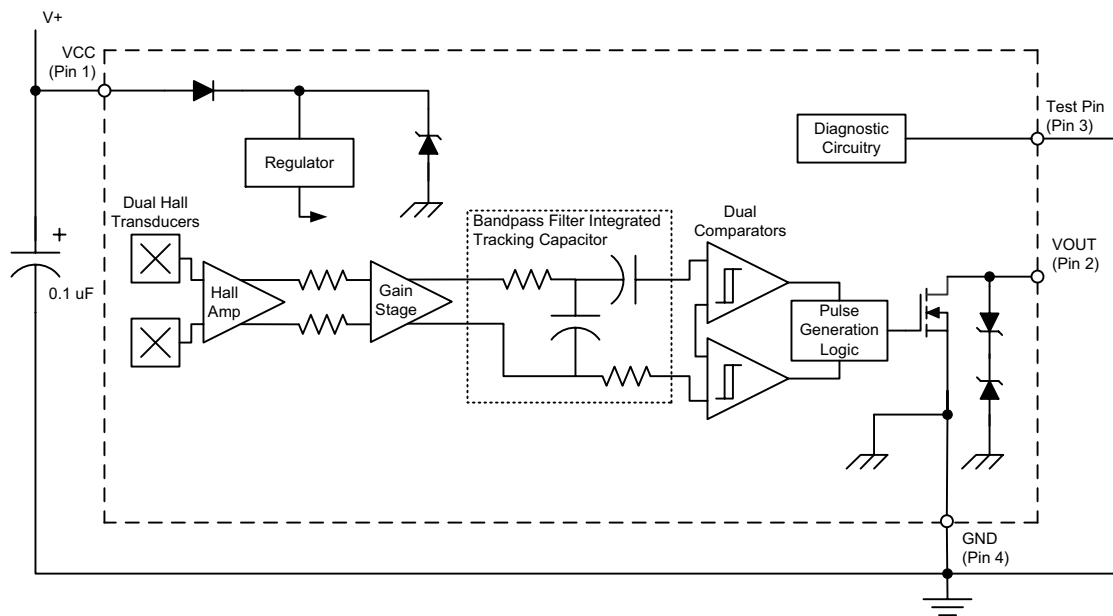 V+
VCC
(Pin 1)
Test Pin
(Pin 3)
Diagnostic
Circuitry
Regulator
Dual Hall
Transducers
Bandpass Filter Integrated
Tracking Capacitor
Dual
Comparators
VOUT
(Pin 2)
+
0.1 uF
Hall
Amp
Gain
Stage
Pulse
Generation
Logic
GND
(Pin 4)